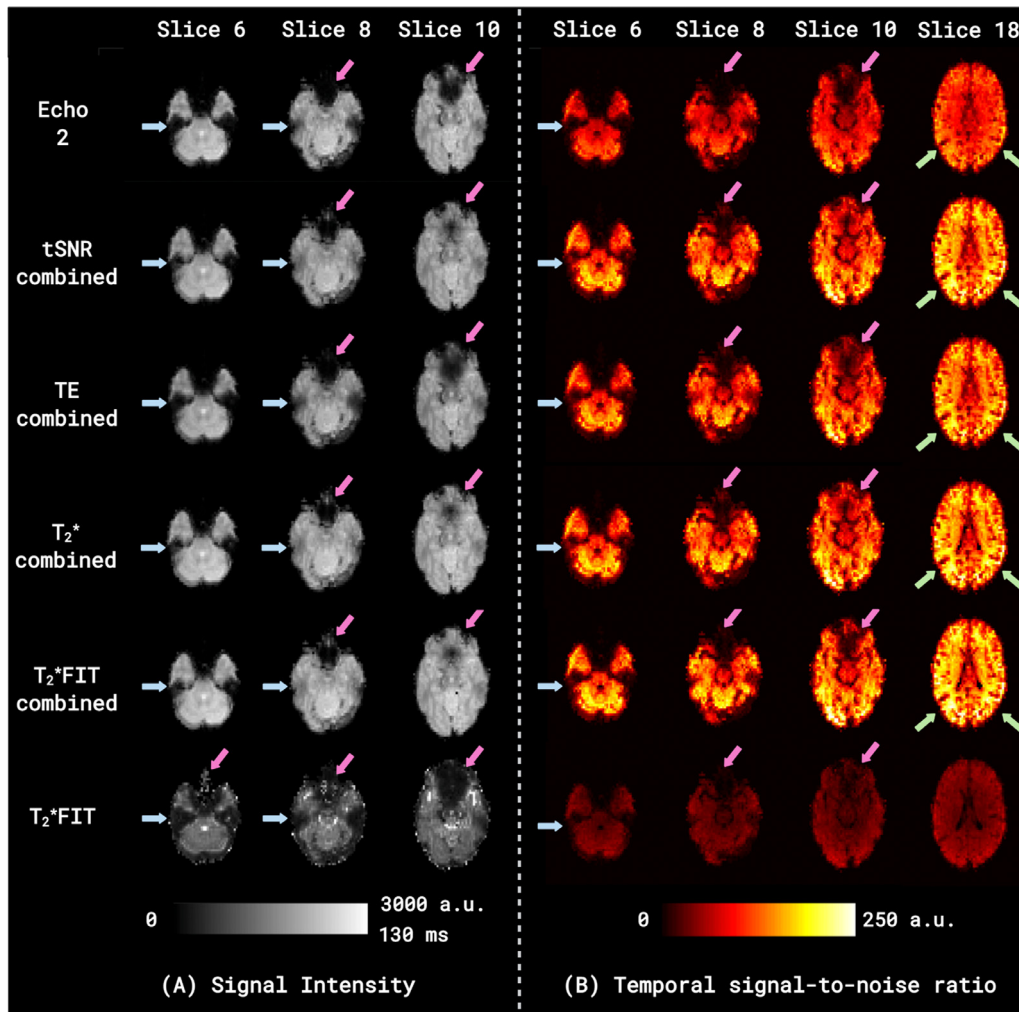 Slice 6 Slice 8 Slice 10 Slice 6 Slice 8 Slice 10 Slice 18
Echo
2
tSNR
combined
TE
combined
T₂*
combined
T₂*FIT
combined
T₂*FIT
0 3000 a.u.
130 ms
0 250 a.u.
(A) Signal Intensity
(B) Temporal signal-to-noise ratio